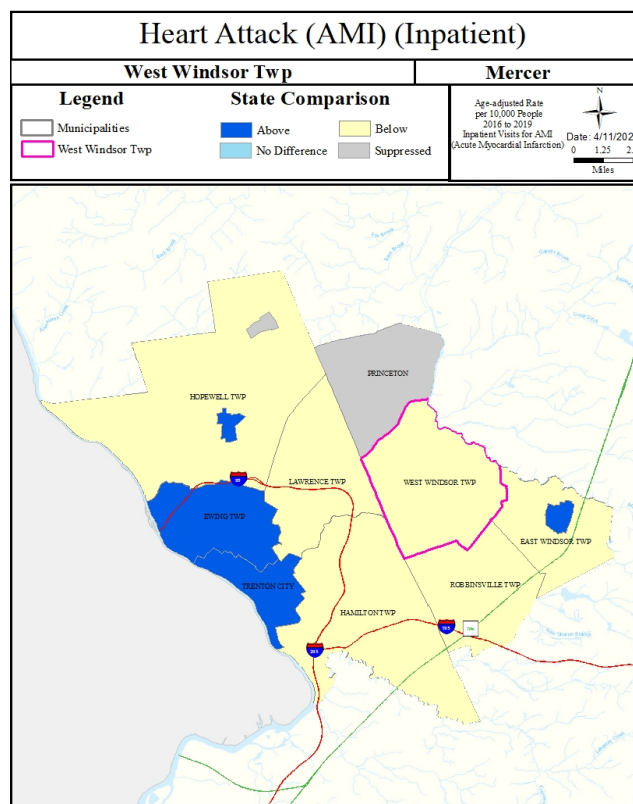 Heart Attack (AMI) (Inpatient)
West Windsor Twp
Mercer
Legend
Municipalities
West Windsor Twp
State Comparison
Above
Below
No Difference
Suppressed
Age-adjusted Rate
per 10,000 People
2016 to 2019
Inpatient Visits for AMI
(Acute Myocardial Infarction)
N
Date: 4/11/202
0 1.25 2.
Miles
PRINCETON
HOPEWELL TWP
LAWRENCE TWP
WEST WINDSOR TWP
EWING TWP
EAST WINDSOR TWP
TRENTON CITY
ROBBINSVILLE TWP
HAMILTON TWP
195
295